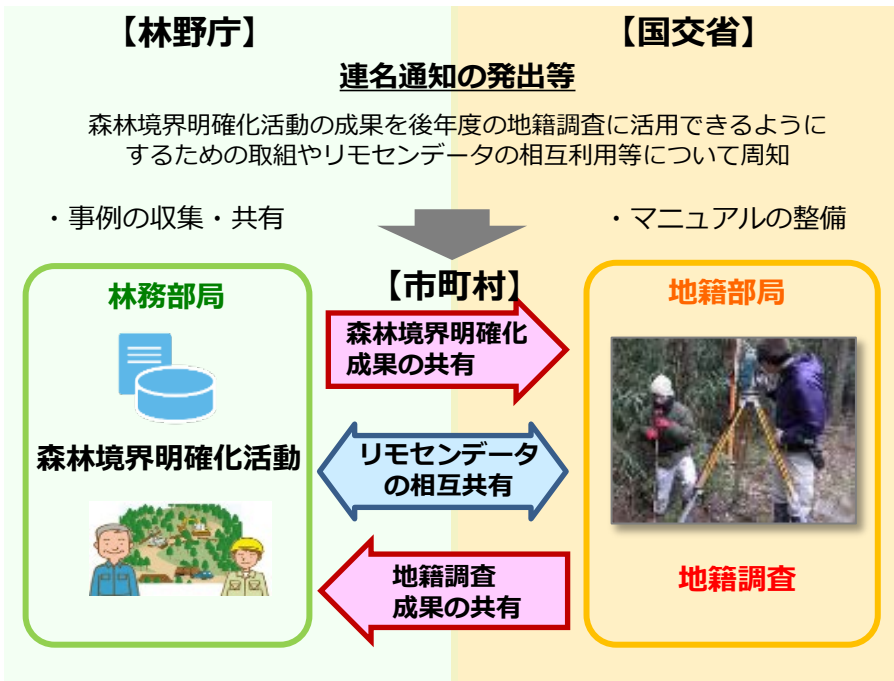 【林野庁】
【国交省】
連名通知の発出等
森林境界明確化活動の成果を後年度の地籍調査に活用できるように
するための取組やリモセンデータの相互利用等について周知
・事例の収集・共有
・マニュアルの整備
【市町村】
林務部局
森林境界明確化活動
森林境界明確化
成果の共有
リモセンデータ
の相互共有
地籍調査
成果の共有
地籍部局
地籍調査